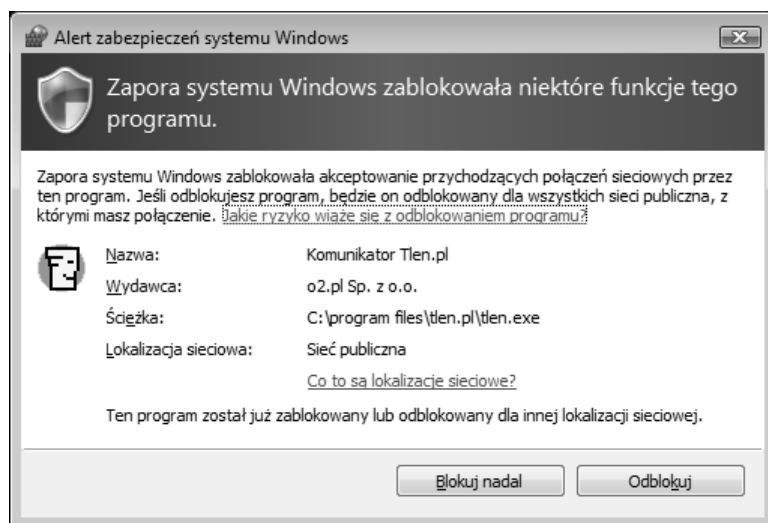 Alert zabezpieczeń systemu Windows
Zapora systemu Windows zablokowała niektóre funkcje tego
programu.
Zapora systemu Windows zablokowała akceptowanie przychodzących połączeń sieciowych przez
ten program. Jeśli odblokujesz program, będzie on odblokowany dla wszystkich sieci publiczna, z
którymi masz połączenie. Jakie ryzyko wiąże się z odblokowaniem programu?
Nazwa: Komunikator Tlen.pl
Wydawca: o2.pl Sp. z o.o.
Ścieżka: C:\program files\tlen.pl\tlen.exe
Lokalizacja sieciowa: Sieć publiczna
Co to są lokalizacje sieciowe?
Ten program został już zablokowany lub odblokowany dla innej lokalizacji sieciowej.
Blokuj nadal Odblokuj